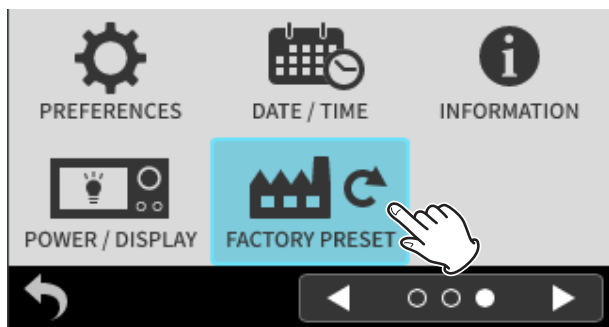 PREFERENCES
DATE / TIME
INFORMATION
POWER / DISPLAY
FACTORY PRESET